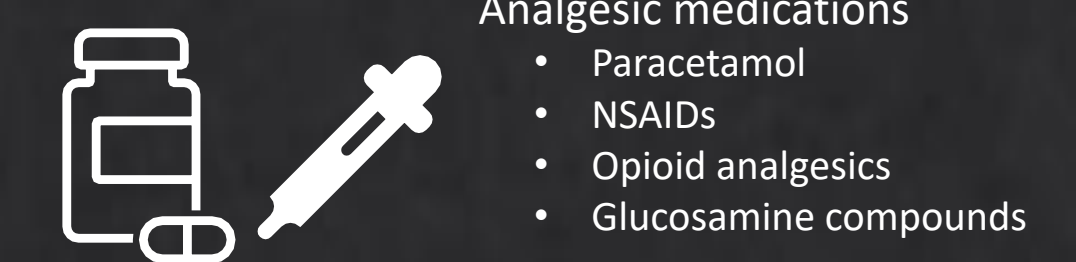 Analgesic medications
• Paracetamol
• NSAIDs
• Opioid analgesics
• Glucosamine compounds